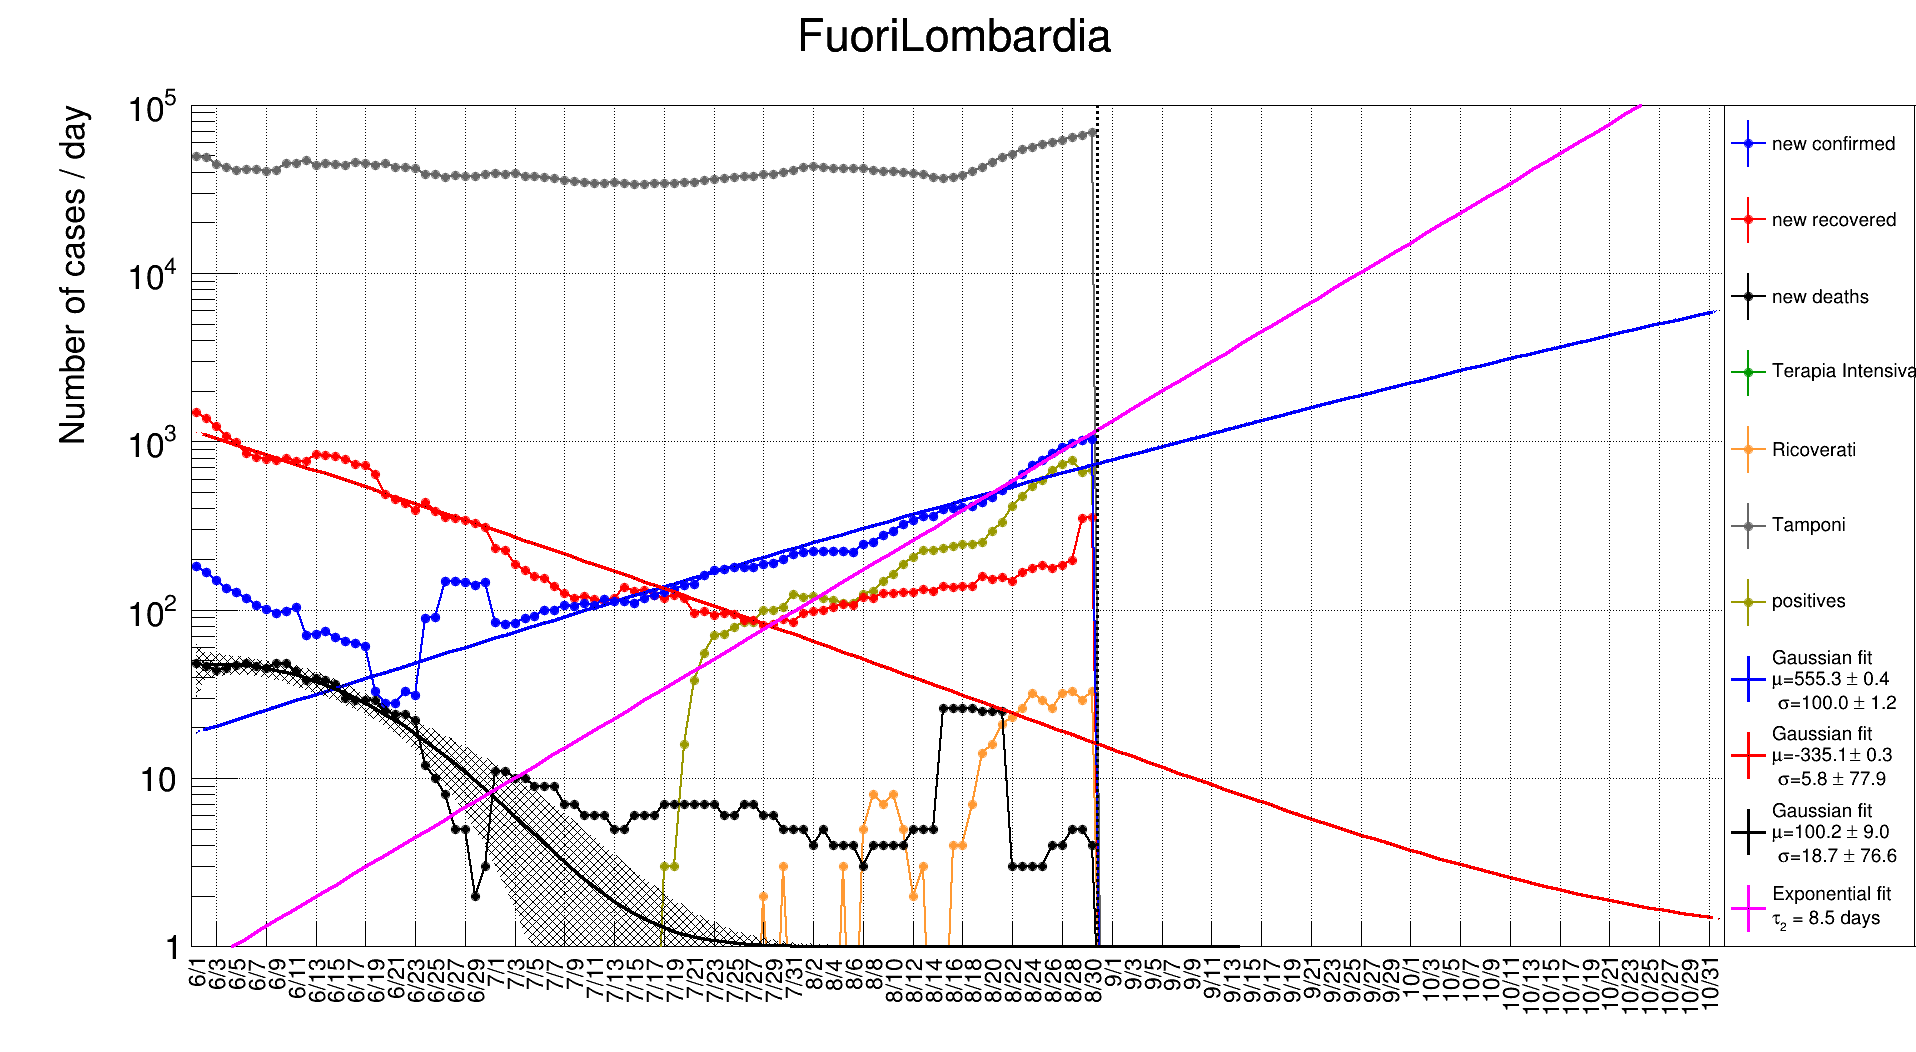 FuoriLombardia
Number of cases / day
10^5
10^4
10^3
10^2
10
1
6/1 6/3 6/5 6/7 6/9 6/11 6/13 6/15 6/17 6/19 6/21 6/23 6/25 6/27 6/29 7/1 7/3 7/5 7/7 7/9 7/11 7/13 7/15 7/17 7/19 7/21 7/23 7/25 7/27 7/29 7/31 8/2 8/4 8/6 8/8 8/10 8/12 8/14 8/16 8/18 8/20 8/22 8/24 8/26 8/28 8/30 9/1 9/3 9/5 9/7 9/9 9/11 9/13 9/15 9/17 9/19 9/21 9/23 9/25 9/27 9/29 10/1 10/3 10/5 10/7 10/9 10/11 10/13 10/15 10/17 10/19 10/21 10/23 10/25 10/27 10/29 10/31
new confirmed
new recovered
new deaths
Terapia Intensiva
Ricoverati
Tamponi
positives
Gaussian fit
μ=555.3 ± 0.4
σ=100.0 ± 1.2
Gaussian fit
μ=-335.1 ± 0.3
σ=5.8 ± 77.9
Gaussian fit
μ=100.2 ± 9.0
σ=18.7 ± 76.6
Exponential fit
τ₂ = 8.5 days